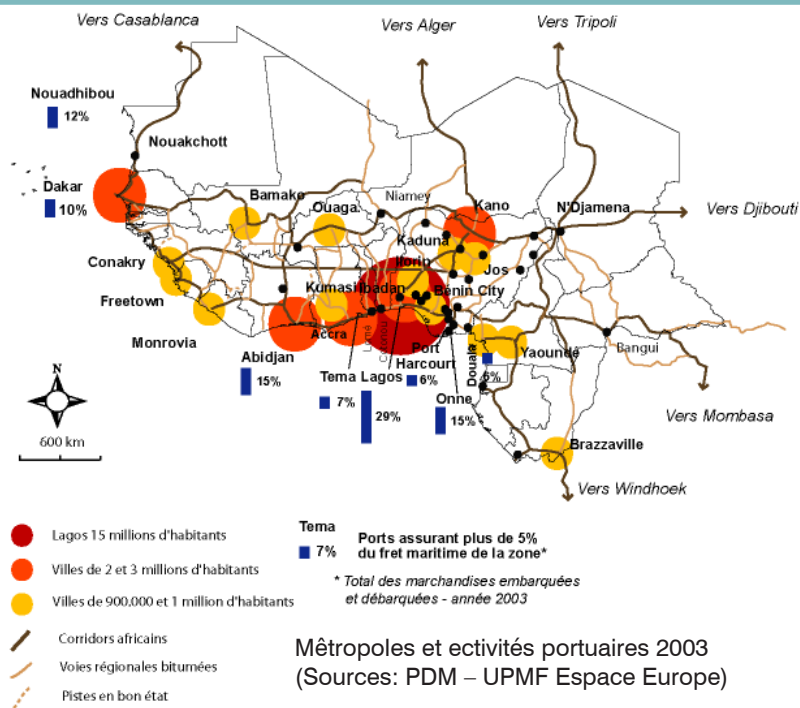 Vers Casablanca
Vers Alger
Vers Tripoli
Nouadhibou
12%
Nouakchott
Dakar
10%
Bamako
Ouaga.
Niamey
Kano
N'Djamena
Vers Djibouti
Kaduna
Ilorin
Jos
Conakry
Freetown
Kumasi
Ibadan
Bénin City
Monrovia
Accra
Lomé
Cotonou
Abidjan
15%
Port
Harcourt
6%
Douala
6%
Yaoundé
Bangui
Tema
7%
Lagos
29%
Onne
15%
Vers Mombasa
Brazzaville
Vers Windhoek
N
600 km
Lagos 15 millions d'habitants
Villes de 2 et 3 millions d'habitants
Villes de 900.000 et 1 million d'habitants
Corridors africains
Voies régionales bitumées
Pistes en bon état
Tema
7%
Ports assurant plus de 5%
du fret maritime de la zone*
* Total des marchandises embarquées
et débarquées - année 2003
Mêtropoles et ectivités portuaires 2003
(Sources: PDM – UPMF Espace Europe)